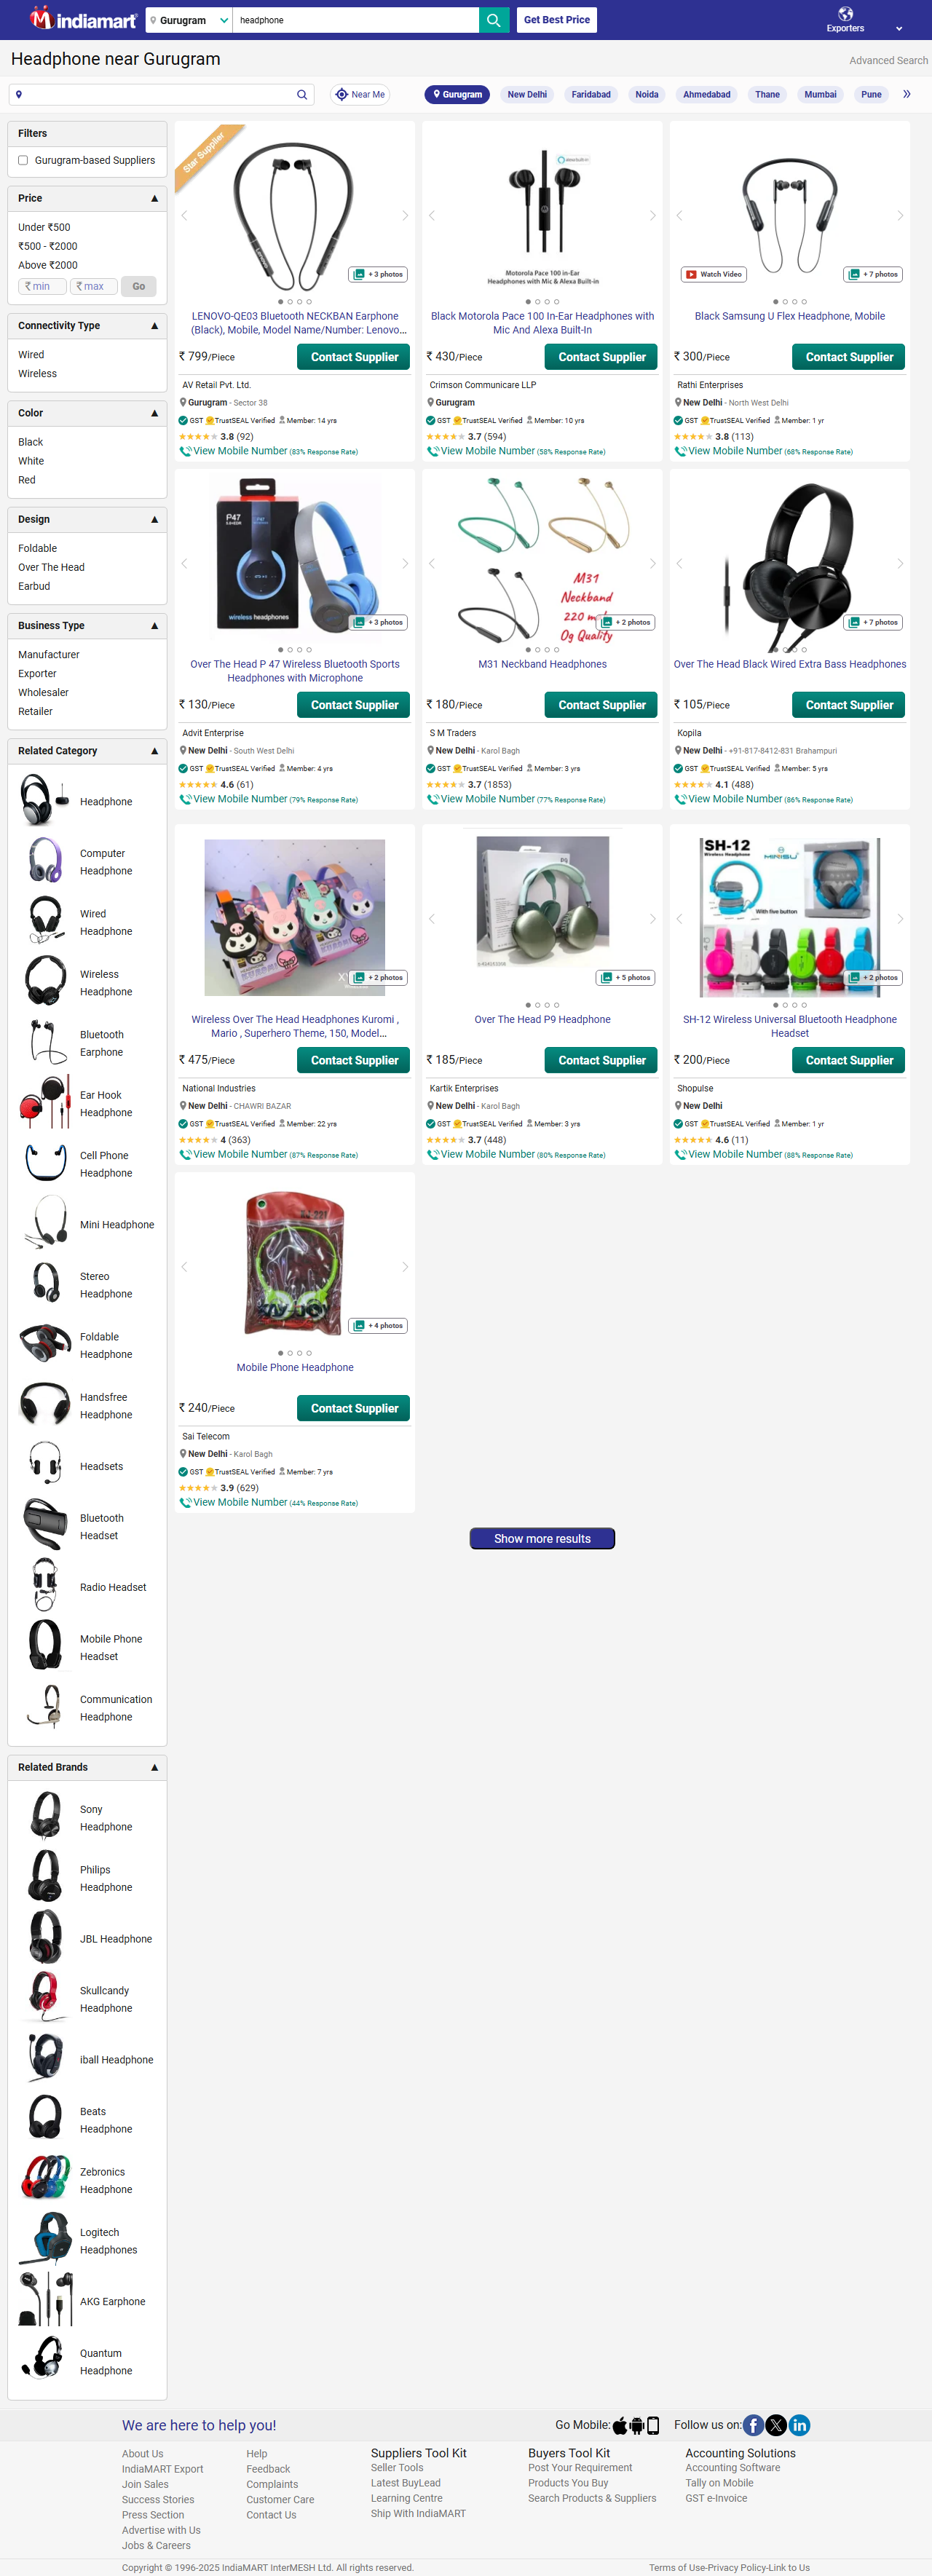 indiamart
Gurugram
headphone
Get Best Price
Exporters
Headphone near Gurugram
Advanced Search
Near Me
Gurugram
New Delhi
Faridabad
Noida
Ahmedabad
Thane
Mumbai
Pune
Filters
Gurugram-based Suppliers
Price
Under ₹500
₹500 - ₹2000
Above ₹2000
₹ min
₹ max
Go
Connectivity Type
Wired
Wireless
Color
Black
White
Red
Design
Foldable
Over The Head
Earbud
Business Type
Manufacturer
Exporter
Wholesaler
Retailer
Related Category
Headphone
Computer
Headphone
Wired
Headphone
Wireless
Headphone
Bluetooth
Earphone
Ear Hook
Headphone
Cell Phone
Headphone
Mini Headphone
Stereo
Headphone
Foldable
Headphone
Handsfree
Headphone
Headsets
Bluetooth
Headset
Radio Headset
Mobile Phone
Headset
Communication
Headphone
Related Brands
Sony
Headphone
Philips
Headphone
JBL Headphone
Skullcandy
Headphone
iball Headphone
Beats
Headphone
Zebronics
Headphone
Logitech
Headphones
AKG Earphone
Quantum
Headphone
Star Supplier
+ 3 photos
LENOVO-QE03 Bluetooth NECKBAN Earphone
(Black), Mobile, Model Name/Number: Lenovo...
₹ 799/Piece
Contact Supplier
AV Retail Pvt. Ltd.
Gurugram - Sector 38
GST TrustSEAL Verified Member: 14 yrs
3.8 (92)
View Mobile Number (83% Response Rate)
alexa built-in
Motorola Pace 100 in-Ear
Headphones with Mic & Alexa Built-in
Black Motorola Pace 100 In-Ear Headphones with
Mic And Alexa Built-In
₹ 430/Piece
Contact Supplier
Crimson Communicare LLP
Gurugram
GST TrustSEAL Verified Member: 10 yrs
3.7 (594)
View Mobile Number (58% Response Rate)
Watch Video
+ 7 photos
Black Samsung U Flex Headphone, Mobile
₹ 300/Piece
Contact Supplier
Rathi Enterprises
New Delhi - North West Delhi
GST TrustSEAL Verified Member: 1 yr
3.8 (113)
View Mobile Number (68% Response Rate)
P47
wireless headphones
+ 3 photos
Over The Head P 47 Wireless Bluetooth Sports
Headphones with Microphone
₹ 130/Piece
Contact Supplier
Advit Enterprise
New Delhi - South West Delhi
GST TrustSEAL Verified Member: 4 yrs
4.6 (61)
View Mobile Number (79% Response Rate)
M31
Neckband
220
Og Quality
+ 2 photos
M31 Neckband Headphones
₹ 180/Piece
Contact Supplier
S M Traders
New Delhi - Karol Bagh
GST TrustSEAL Verified Member: 3 yrs
3.7 (1853)
View Mobile Number (77% Response Rate)
+ 7 photos
Over The Head Black Wired Extra Bass Headphones
₹ 105/Piece
Contact Supplier
Kopila
New Delhi - +91-817-8412-831 Brahampuri
GST TrustSEAL Verified Member: 5 yrs
4.1 (488)
View Mobile Number (86% Response Rate)
+ 2 photos
Wireless Over The Head Headphones Kuromi ,
Mario , Superhero Theme, 150, Model...
₹ 475/Piece
Contact Supplier
National Industries
New Delhi - CHAWRI BAZAR
GST TrustSEAL Verified Member: 22 yrs
4 (363)
View Mobile Number (87% Response Rate)
P9
+ 5 photos
Over The Head P9 Headphone
₹ 185/Piece
Contact Supplier
Kartik Enterprises
New Delhi - Karol Bagh
GST TrustSEAL Verified Member: 3 yrs
3.7 (448)
View Mobile Number (80% Response Rate)
SH-12
Wireless Headphone
With five button
+ 2 photos
SH-12 Wireless Universal Bluetooth Headphone
Headset
₹ 200/Piece
Contact Supplier
Shopulse
New Delhi
GST TrustSEAL Verified Member: 1 yr
4.6 (11)
View Mobile Number (88% Response Rate)
+ 4 photos
Mobile Phone Headphone
₹ 240/Piece
Contact Supplier
Sai Telecom
New Delhi - Karol Bagh
GST TrustSEAL Verified Member: 7 yrs
3.9 (629)
View Mobile Number (44% Response Rate)
Show more results
We are here to help you!
Go Mobile:
Follow us on:
About Us
IndiaMART Export
Join Sales
Success Stories
Press Section
Advertise with Us
Jobs & Careers
Help
Feedback
Complaints
Customer Care
Contact Us
Suppliers Tool Kit
Seller Tools
Latest BuyLead
Learning Centre
Ship With IndiaMART
Buyers Tool Kit
Post Your Requirement
Products You Buy
Search Products & Suppliers
Accounting Solutions
Accounting Software
Tally on Mobile
GST e-Invoice
Copyright © 1996-2025 IndiaMART InterMESH Ltd. All rights reserved.
Terms of Use-Privacy Policy-Link to Us